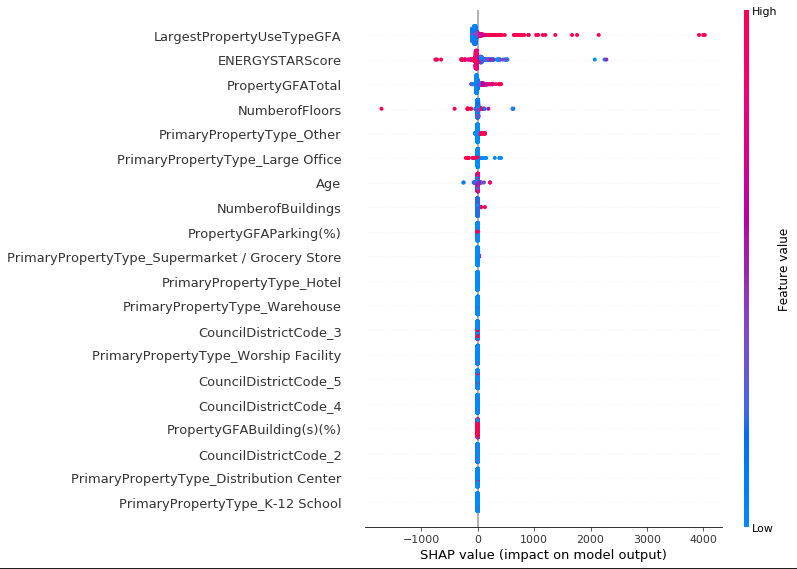 High
LargestPropertyUseTypeGFA
ENERGYSTARScore
PropertyGFATotal
NumberofFloors
PrimaryPropertyType_Other
PrimaryPropertyType_Large Office
Age
NumberofBuildings
PropertyGFAParking(%)
PrimaryPropertyType_Supermarket / Grocery Store
PrimaryPropertyType_Hotel
PrimaryPropertyType_Warehouse
CouncilDistrictCode_3
PrimaryPropertyType_Worship Facility
CouncilDistrictCode_5
CouncilDistrictCode_4
PropertyGFABuilding(s)(%)
CouncilDistrictCode_2
PrimaryPropertyType_Distribution Center
PrimaryPropertyType_K-12 School
Feature value
Low
−1000 0 1000 2000 3000 4000
SHAP value (impact on model output)